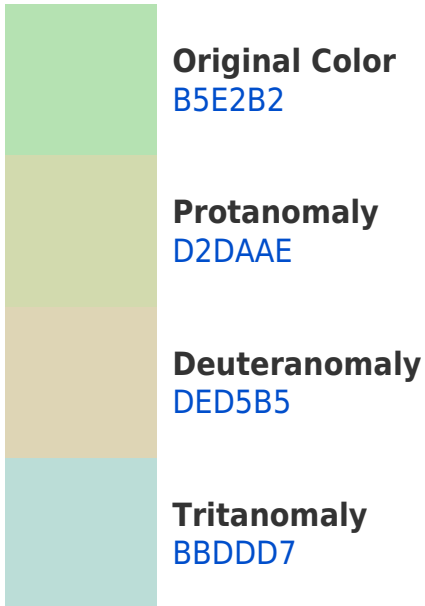 Original Color
B5E2B2
Protanomaly
D2DAAE
Deuteranomaly
DED5B5
Tritanomaly
BBDDD7